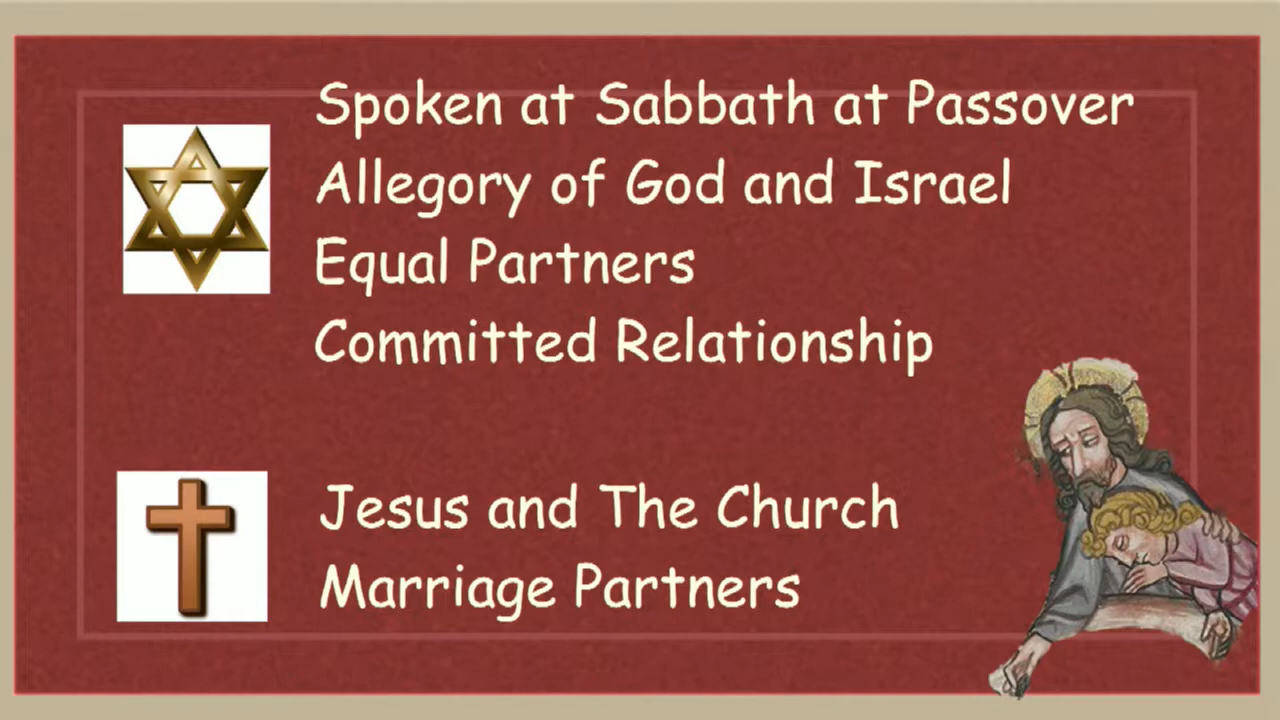 Spoken at Sabbath at Passover
Allegory of God and Israel
Equal Partners
Committed Relationship
Jesus and The Church
Marriage Partners